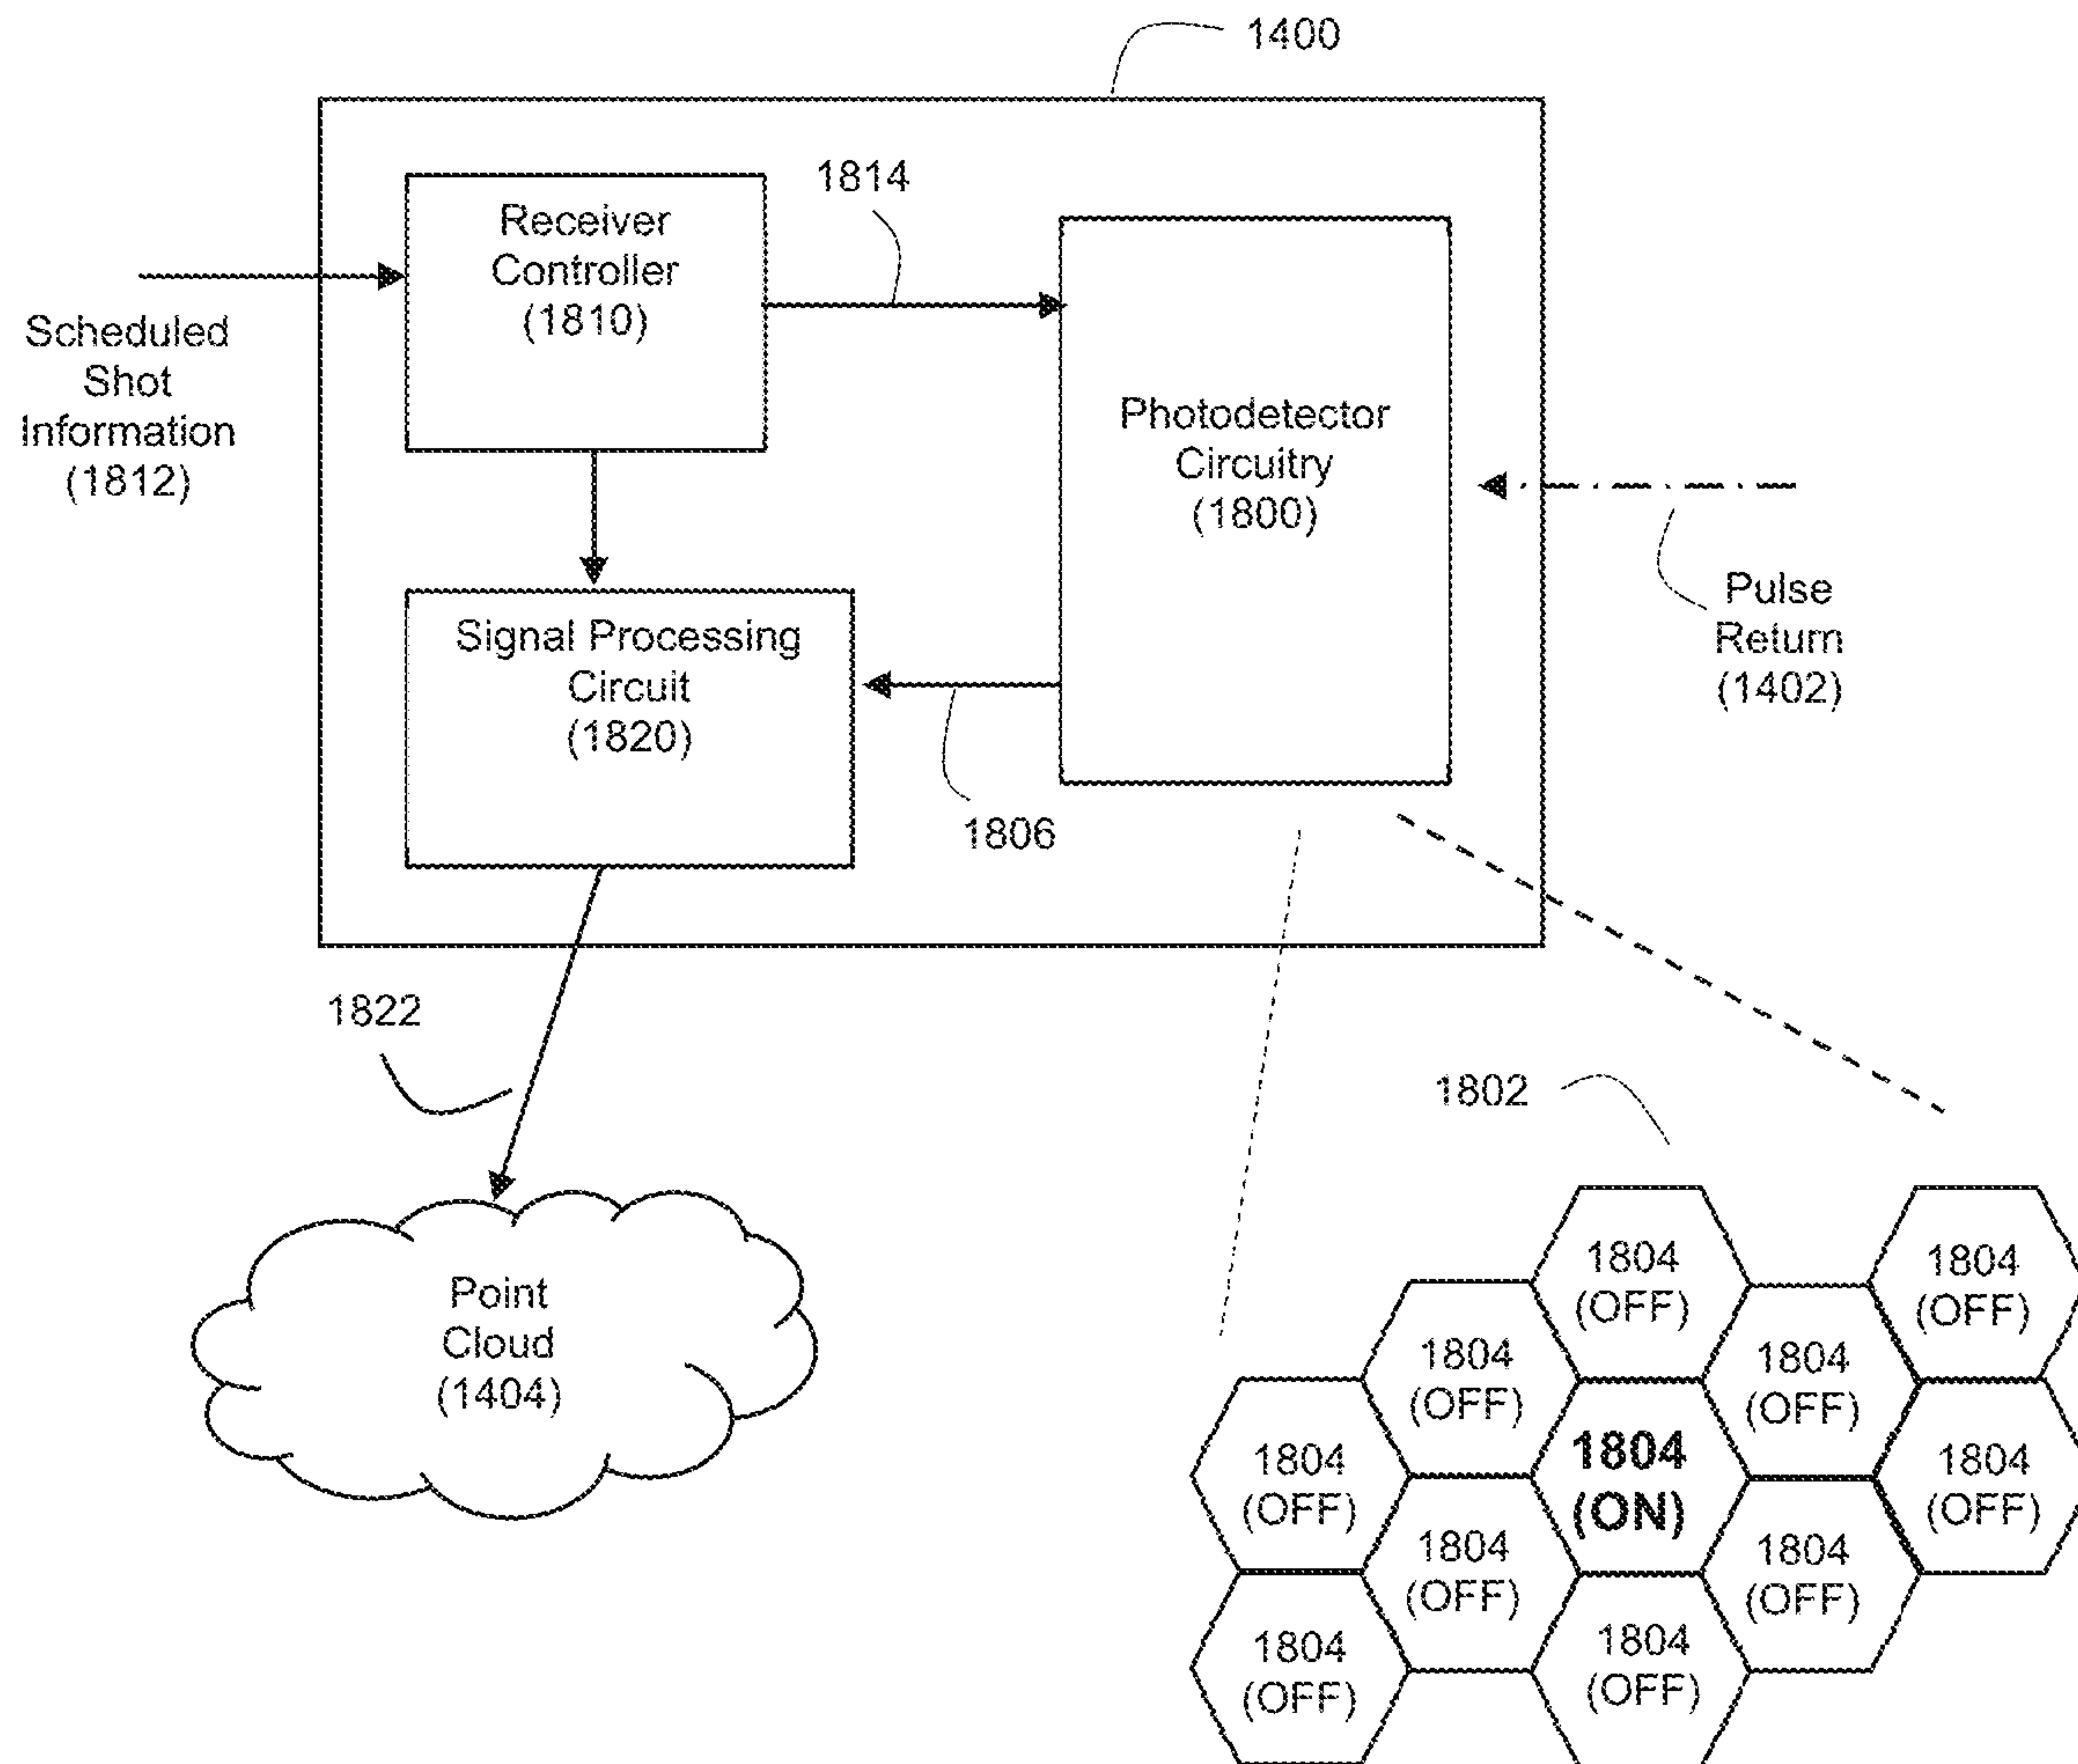 1400
Receiver
Controller
(1810)
1814
Scheduled
Shot
Information
(1812)
Photodetector
Circuitry
(1800)
Pulse
Return
(1402)
Signal Processing
Circuit
(1820)
1806
1822
1802
Point
Cloud
(1404)
1804
(OFF)
1804
(OFF)
1804
(OFF)
1804
(OFF)
1804
(OFF)
1804
(ON)
1804
(OFF)
1804
(OFF)
1804
(OFF)
1804
(OFF)
1804
(OFF)